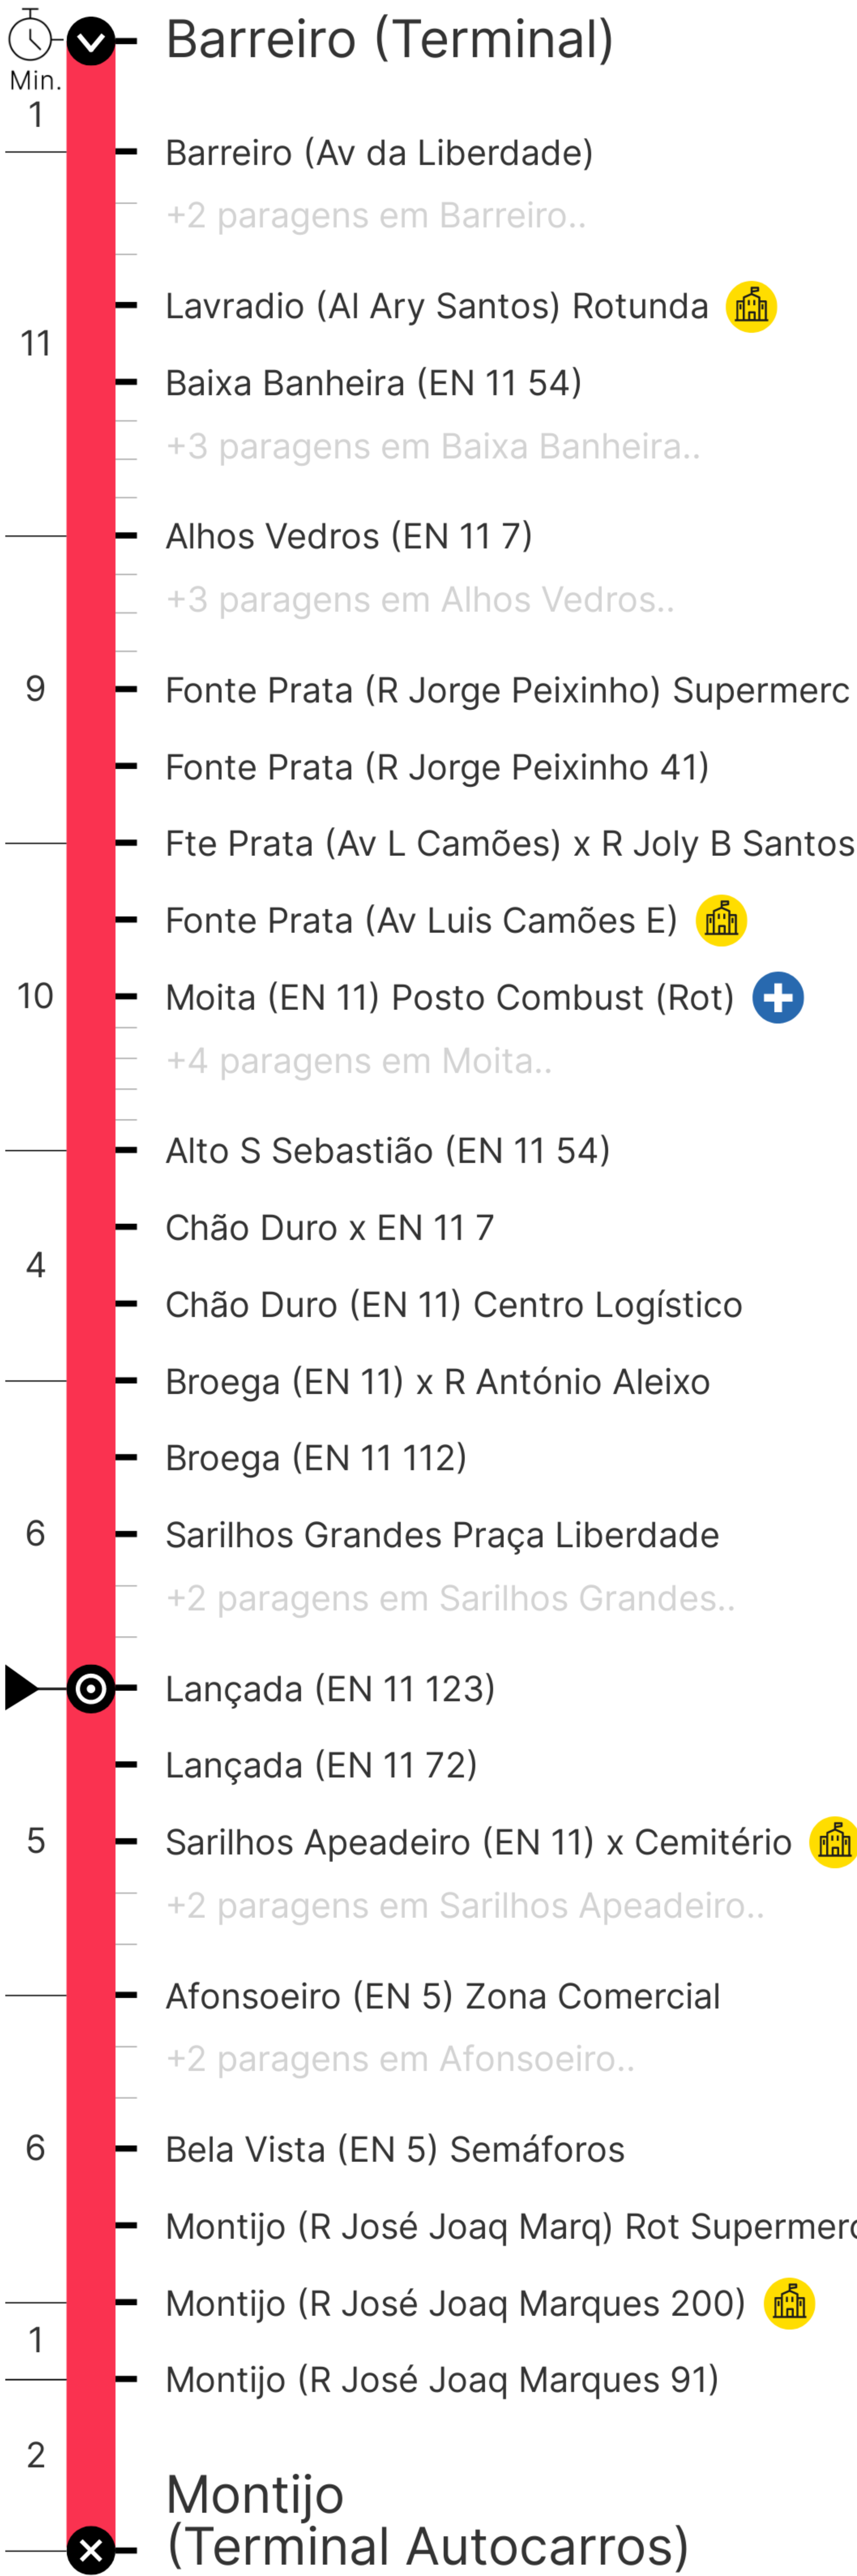 Barreiro (Terminal)
Min.
1
Barreiro (Av da Liberdade)
+2 paragens em Barreiro..
Lavradio (Al Ary Santos) Rotunda
11
Baixa Banheira (EN 11 54)
+3 paragens em Baixa Banheira..
Alhos Vedros (EN 11 7)
+3 paragens em Alhos Vedros..
9
Fonte Prata (R Jorge Peixinho) Supermerc
Fonte Prata (R Jorge Peixinho 41)
Fte Prata (Av L Camões) x R Joly B Santos
Fonte Prata (Av Luis Camões E)
10
Moita (EN 11) Posto Combust (Rot)
+4 paragens em Moita..
Alto S Sebastião (EN 11 54)
Chão Duro x EN 11 7
4
Chão Duro (EN 11) Centro Logístico
Broega (EN 11) x R António Aleixo
Broega (EN 11 112)
6
Sarilhos Grandes Praça Liberdade
+2 paragens em Sarilhos Grandes..
Lançada (EN 11 123)
Lançada (EN 11 72)
5
Sarilhos Apeadeiro (EN 11) x Cemitério
+2 paragens em Sarilhos Apeadeiro..
Afonsoeiro (EN 5) Zona Comercial
+2 paragens em Afonsoeiro..
6
Bela Vista (EN 5) Semáforos
Montijo (R José Joaq Marq) Rot Supermerc
Montijo (R José Joaq Marques 200)
1
Montijo (R José Joaq Marques 91)
2
Montijo
(Terminal Autocarros)